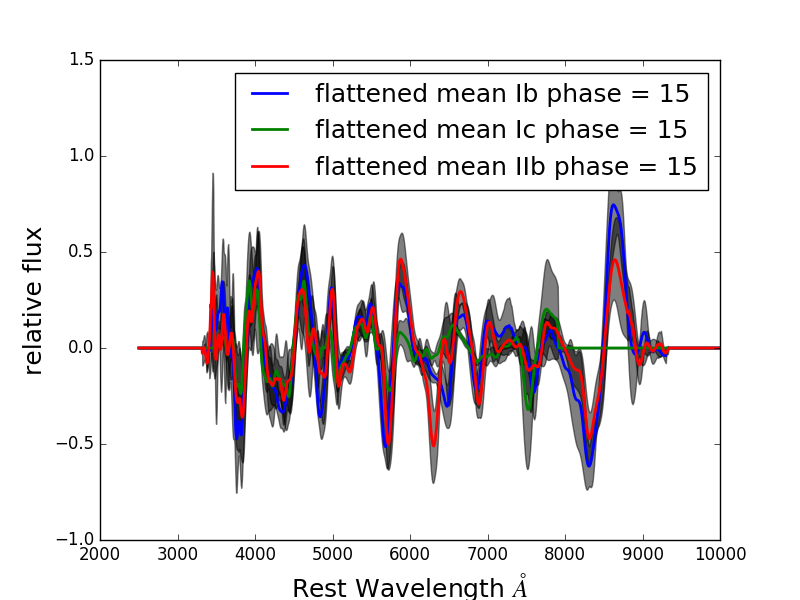 1.5
1.0
0.5
0.0
−0.5
−1.0
relative flux
flattened mean Ib phase = 15
flattened mean Ic phase = 15
flattened mean IIb phase = 15
2000 3000 4000 5000 6000 7000 8000 9000 10000
Rest Wavelength Å